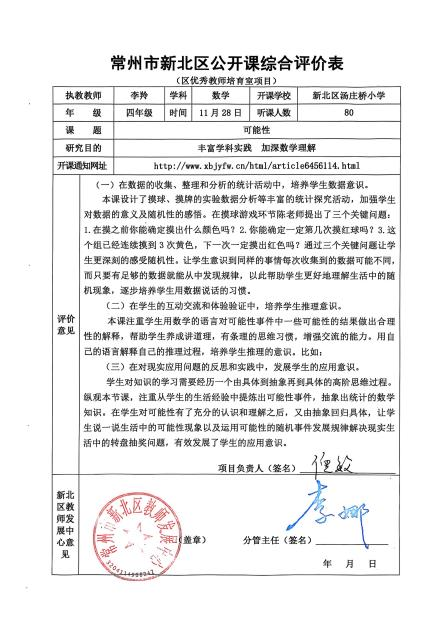 常州市新北区公开课综合评价表
（区优秀教师培育室项目）
执教教师 李羚 学科 数学 开课学校 新北区汤庄桥小学
年 级 四年级 时间 11 月 28 日 听课人数 80
课 题 可能性
研究目的 丰富学科实践 加深数学理解
开课通知网址 http://www.xbjyfw.cn/html/article6456114.html
（一）在数据的收集、整理和分析的统计活动中，培养学生数据意识。
本课设计了摸球、摸牌的实验数据分析等丰富的统计探究活动，加强学生
对数据的意义及随机性的感悟。在摸球游戏环节陈老师提出了三个关键问题：
1.在摸之前你能确定摸出什么颜色吗？2.你能确定一定第几次摸红球吗？3.这
个组已经连续摸到 3 次黄色，下一次一定摸出红色吗？通过三个关键问题让学
生更深刻的感受随机性。让学生意识到同样的事情每次收集到的数据可能不同，
而只要有足够的数据就能从中发现规律，以此帮助学生更好地理解生活中的随
机现象，逐步培养学生用数据说话的习惯。
（二）在学生的互动交流和体验验证中，培养学生推理意识。
评价
意见
本课注重学生用数学的语言对可能性事件中一些可能性的结果做出合理
性的解释，帮助学生养成讲道理，有条理的思维习惯，增强交流的能力。用自
己的语言解释自己的推理过程，培养学生推理的意识。比如：
（三）在对现实应用问题的反思和实践中，发展学生的应用意识。
学生对知识的学习需要经历一个由具体到抽象再到具体的高阶思维过程。
纵观本节课，注重从学生的生活经验中提炼出可能性事件，抽象出统计的数学
知识。在学生对可能性有了充分的认识和理解之后，又由抽象回归具体，让学
生说一说生活中的可能性现象以及运用可能性的随机事件发展规律解决现实生
活中的转盘抽奖问题，有效发展了学生的应用意识。
项目负责人（签名）
新北
区教
师发
展中
心意
见
常州市新北区教师发展中心
（盖章） 分管主任（签名） 李娜
年 月 日